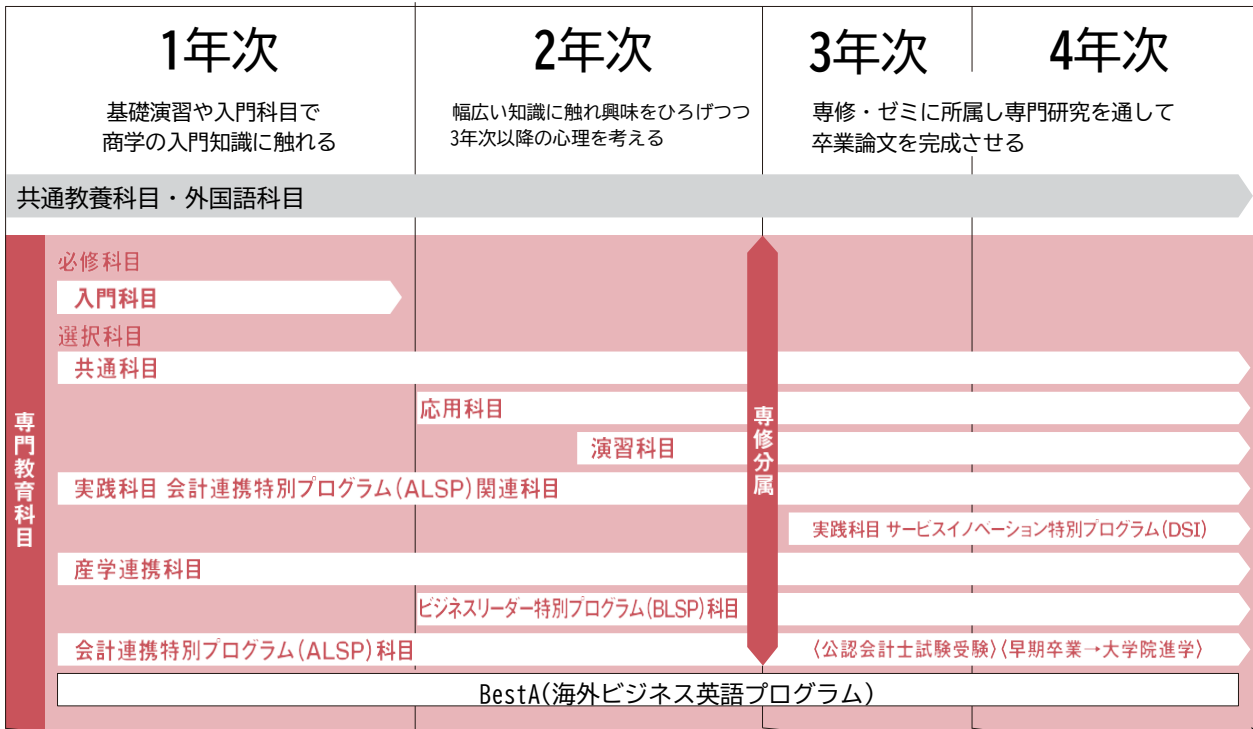 1年次
2年次
3年次
4年次
基礎演習や入門科目で
商学の入門知識に触れる
幅広い知識に触れ興味をひろげつつ
3年次以降の心理を考える
専修・ゼミに所属し専門研究を通して
卒業論文を完成させる
共通教養科目・外国語科目
専門教育科目
必修科目
入門科目
選択科目
共通科目
応用科目
演習科目
専修分属
実践科目 会計連携特別プログラム(ALSP)関連科目
実践科目 サービスイノベーション特別プログラム(DSI)
産学連携科目
ビジネスリーダー特別プログラム(BLSP)科目
会計連携特別プログラム(ALSP)科目
〈公認会計士試験受験〉〈早期卒業→大学院進学〉
BestA(海外ビジネス英語プログラム)